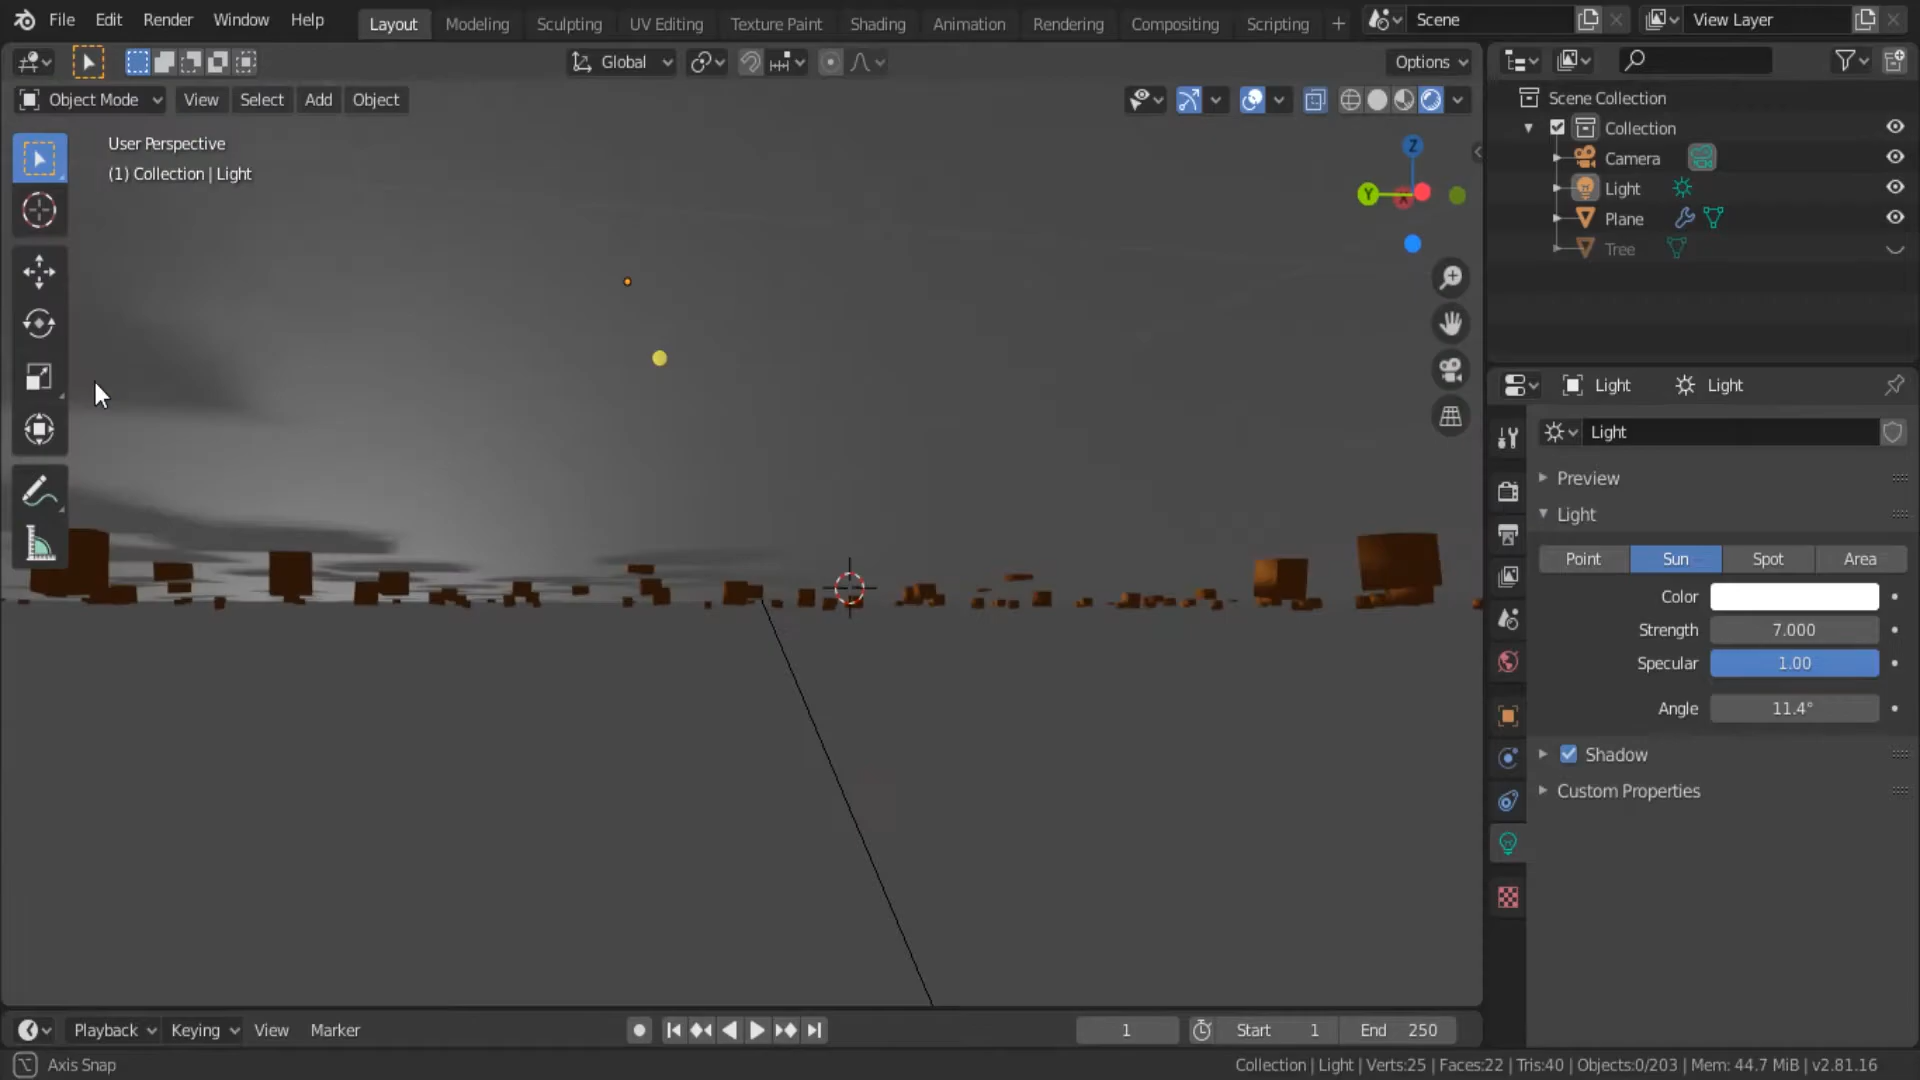 File Edit Render Window Help Layout Modeling Sculpting UV Editing Texture Paint Shading Animation Rendering Compositing Scripting + Scene View Layer
Global Options
Object Mode View Select Add Object
User Perspective
(1) Collection | Light
Z
Y
X
Scene Collection
Collection
Camera
Light
Plane
Tree
Light Light
Light
Preview
Light
Point Sun Spot Area
Color
Strength 7.000
Specular 1.00
Angle 11.4°
Shadow
Custom Properties
Playback Keying View Marker 1 Start 1 End 250
Axis Snap Collection | Light | Verts:25 | Faces:22 | Tris:40 | Objects:0/203 | Mem: 44.7 MiB | v2.81.16